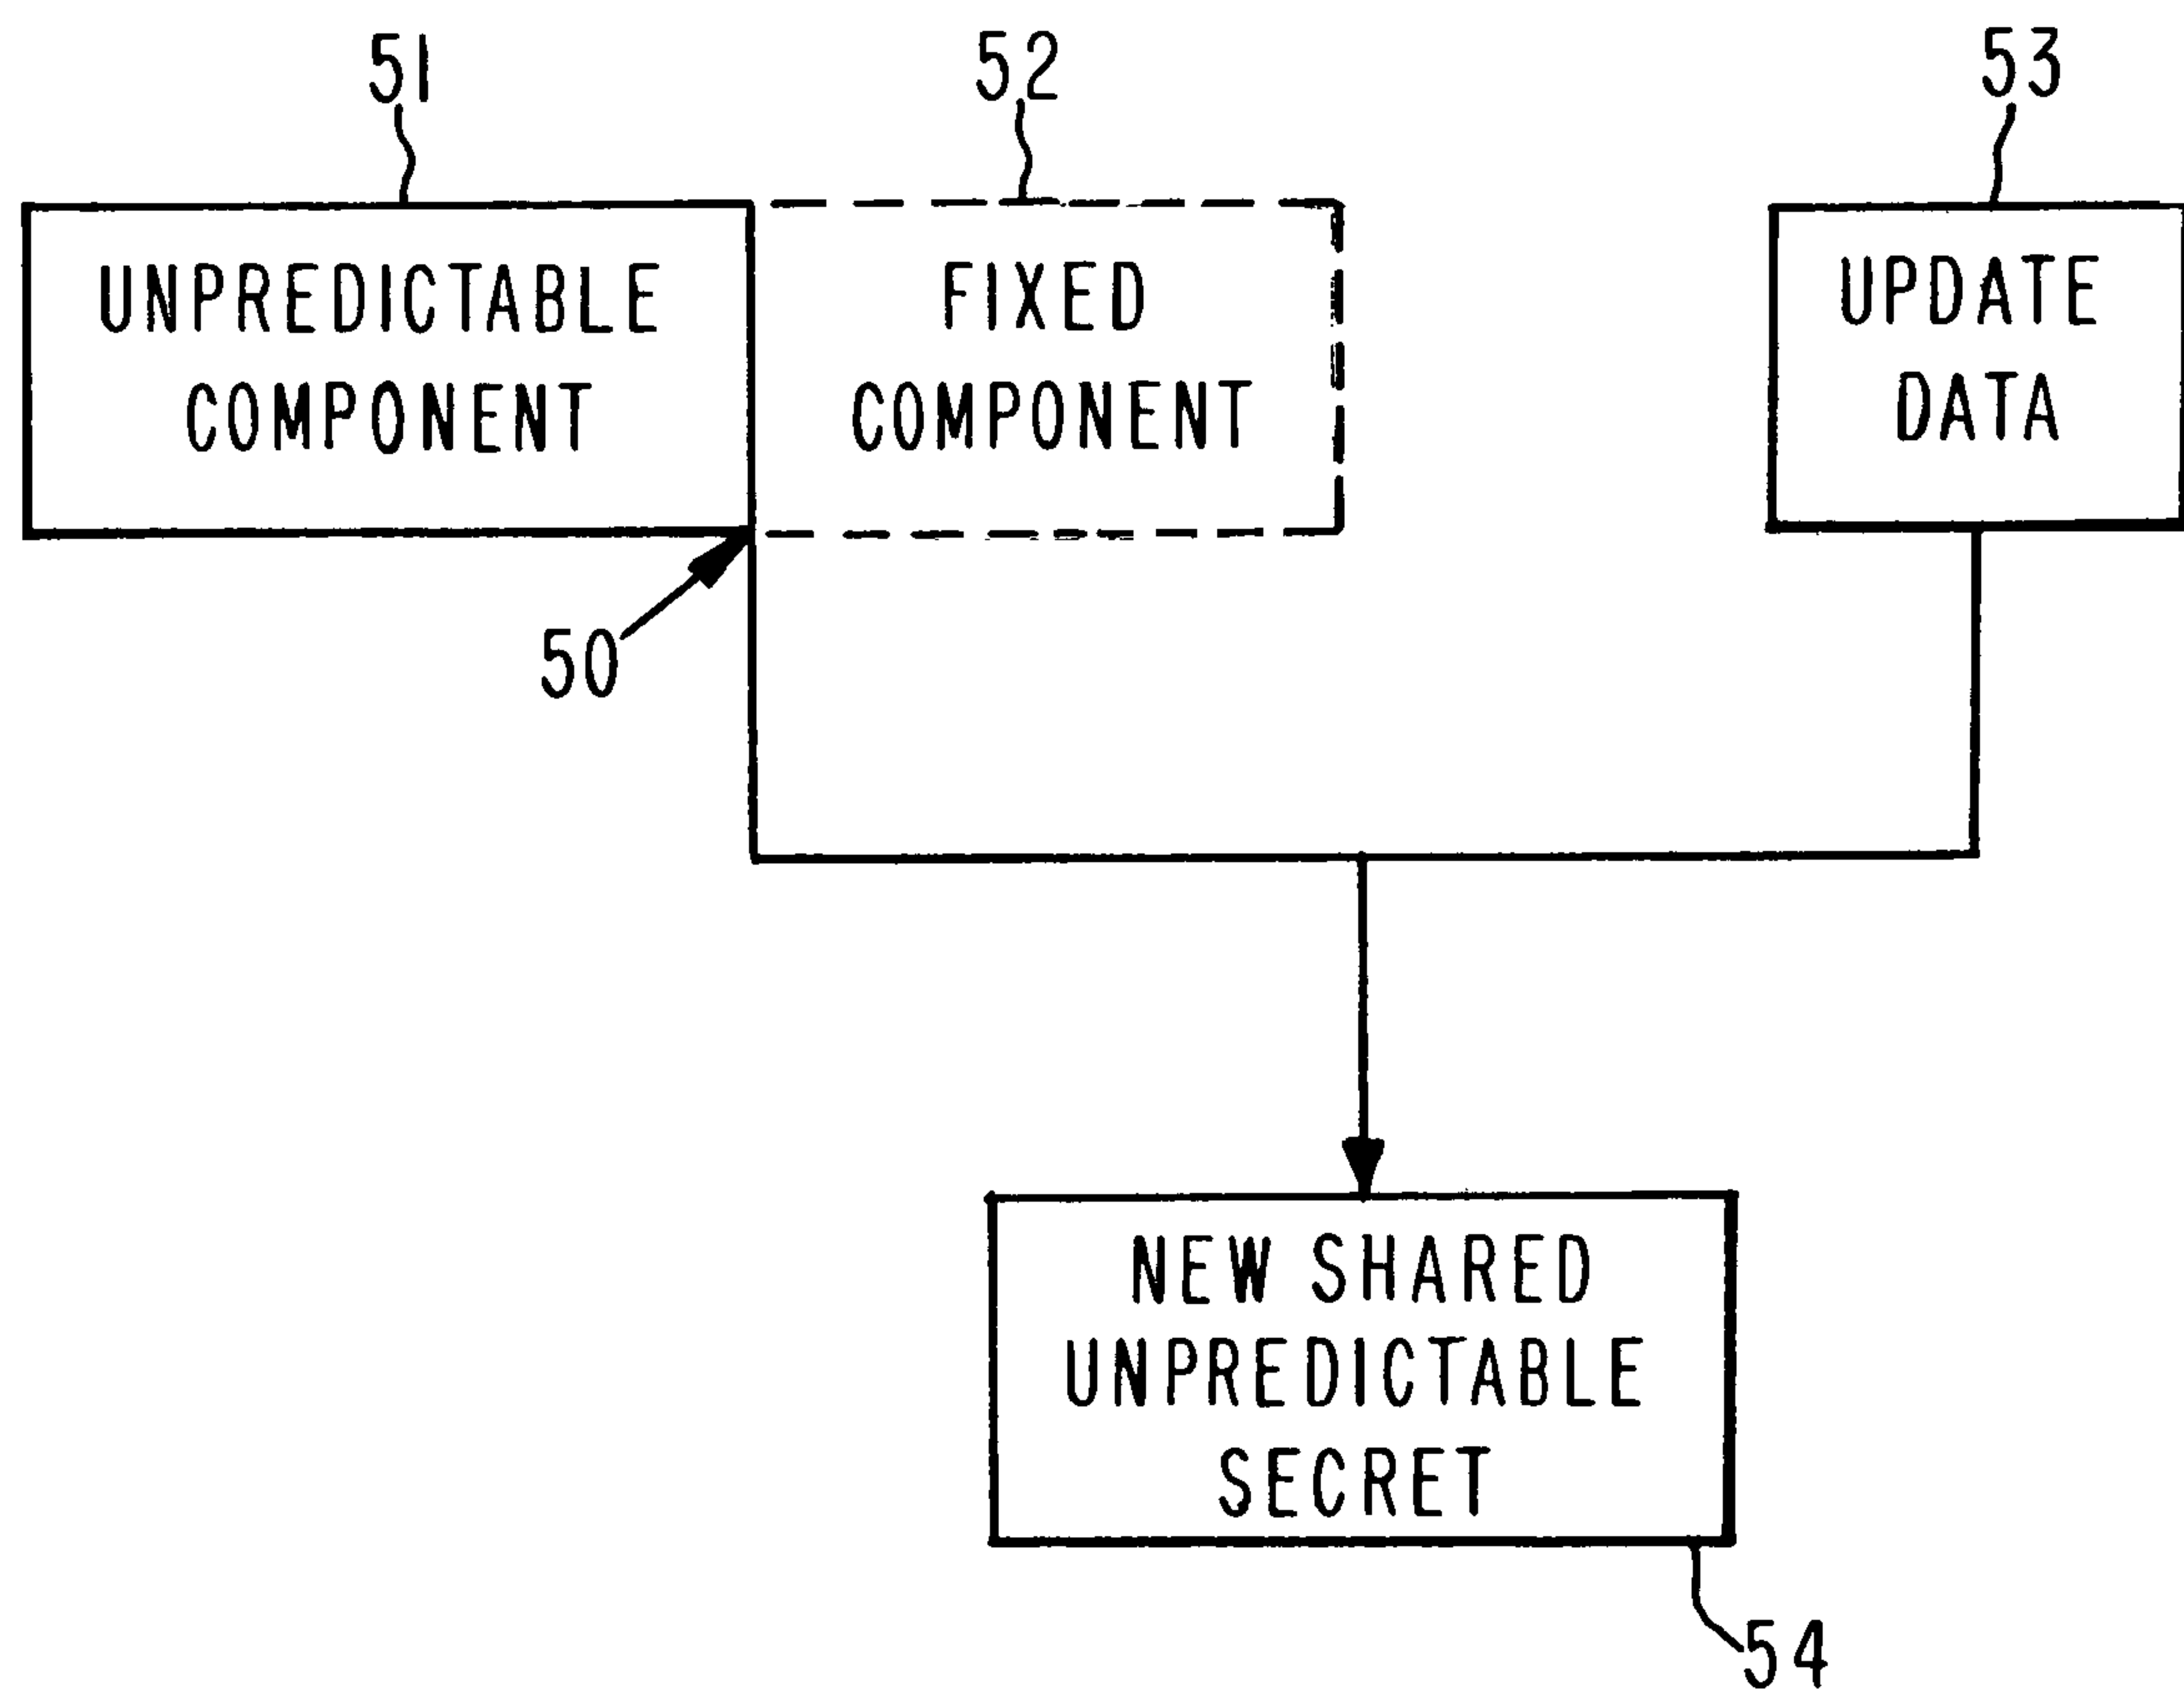 51
52
53
UNPREDICTABLE
COMPONENT
FIXED
COMPONENT
UPDATE
DATA
50
NEW SHARED
UNPREDICTABLE
SECRET
54